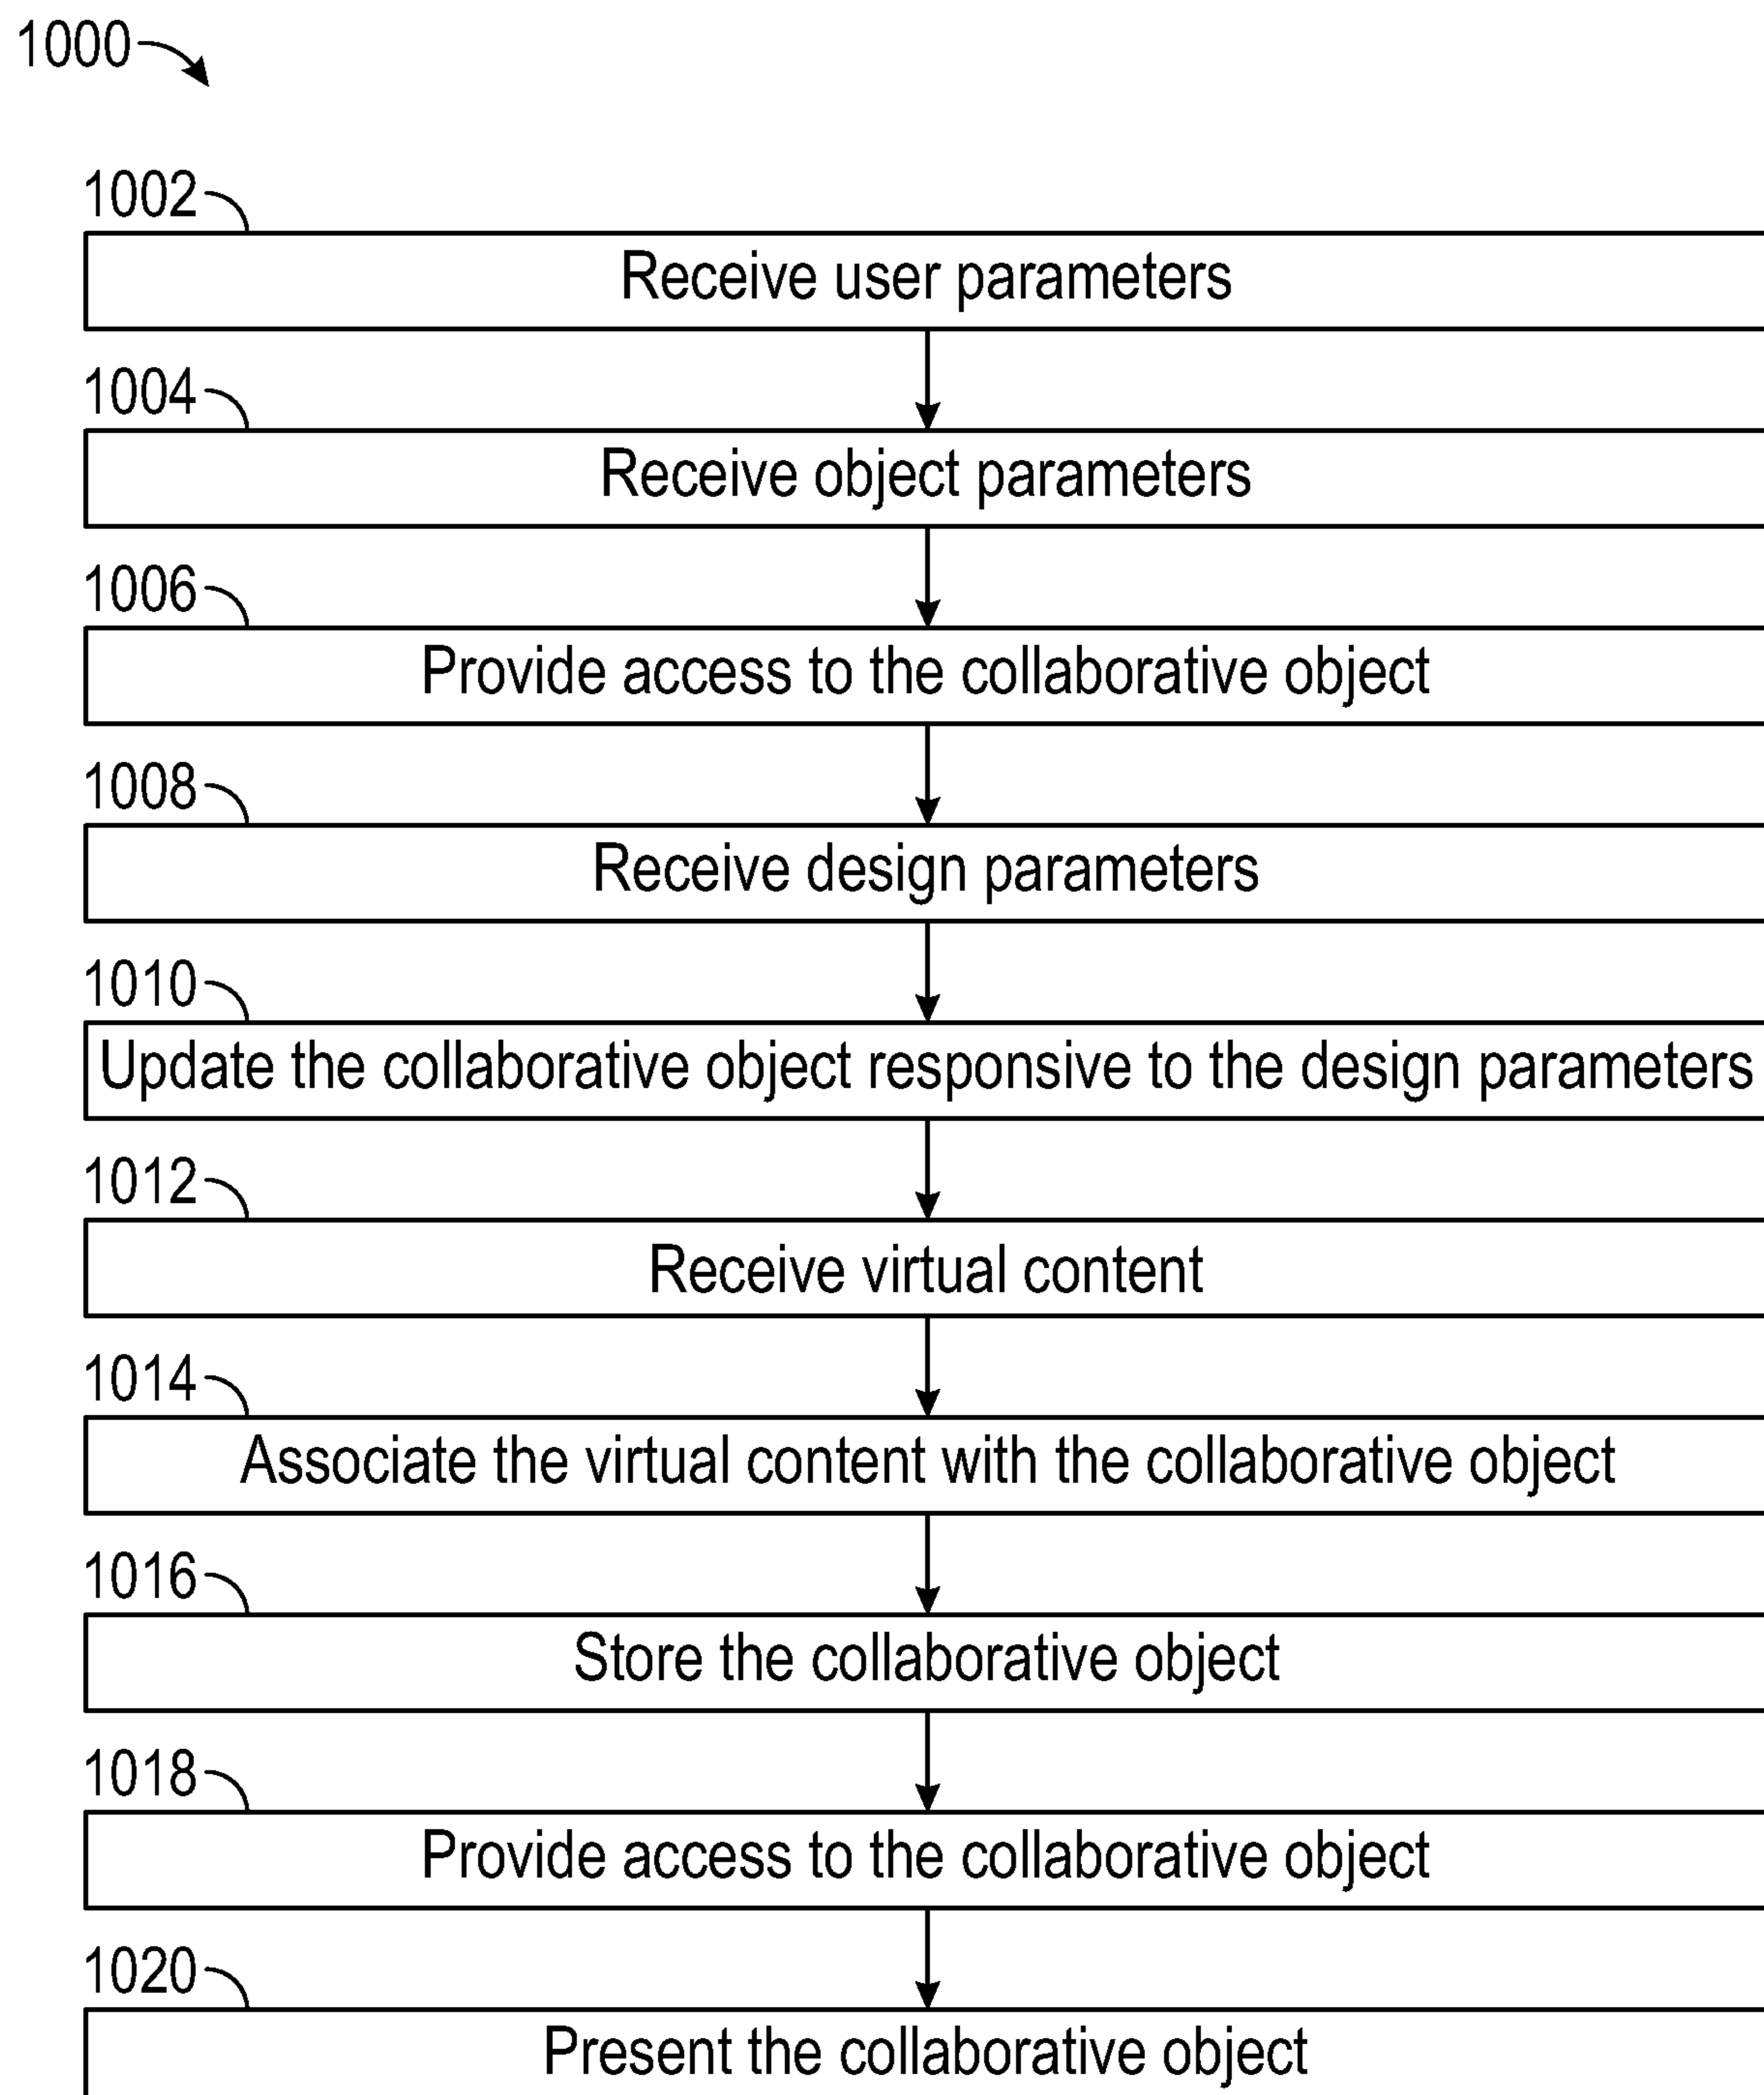 1000
1002
Receive user parameters
1004
Receive object parameters
1006
Provide access to the collaborative object
1008
Receive design parameters
1010
Update the collaborative object responsive to the design parameters
1012
Receive virtual content
1014
Associate the virtual content with the collaborative object
1016
Store the collaborative object
1018
Provide access to the collaborative object
1020
Present the collaborative object